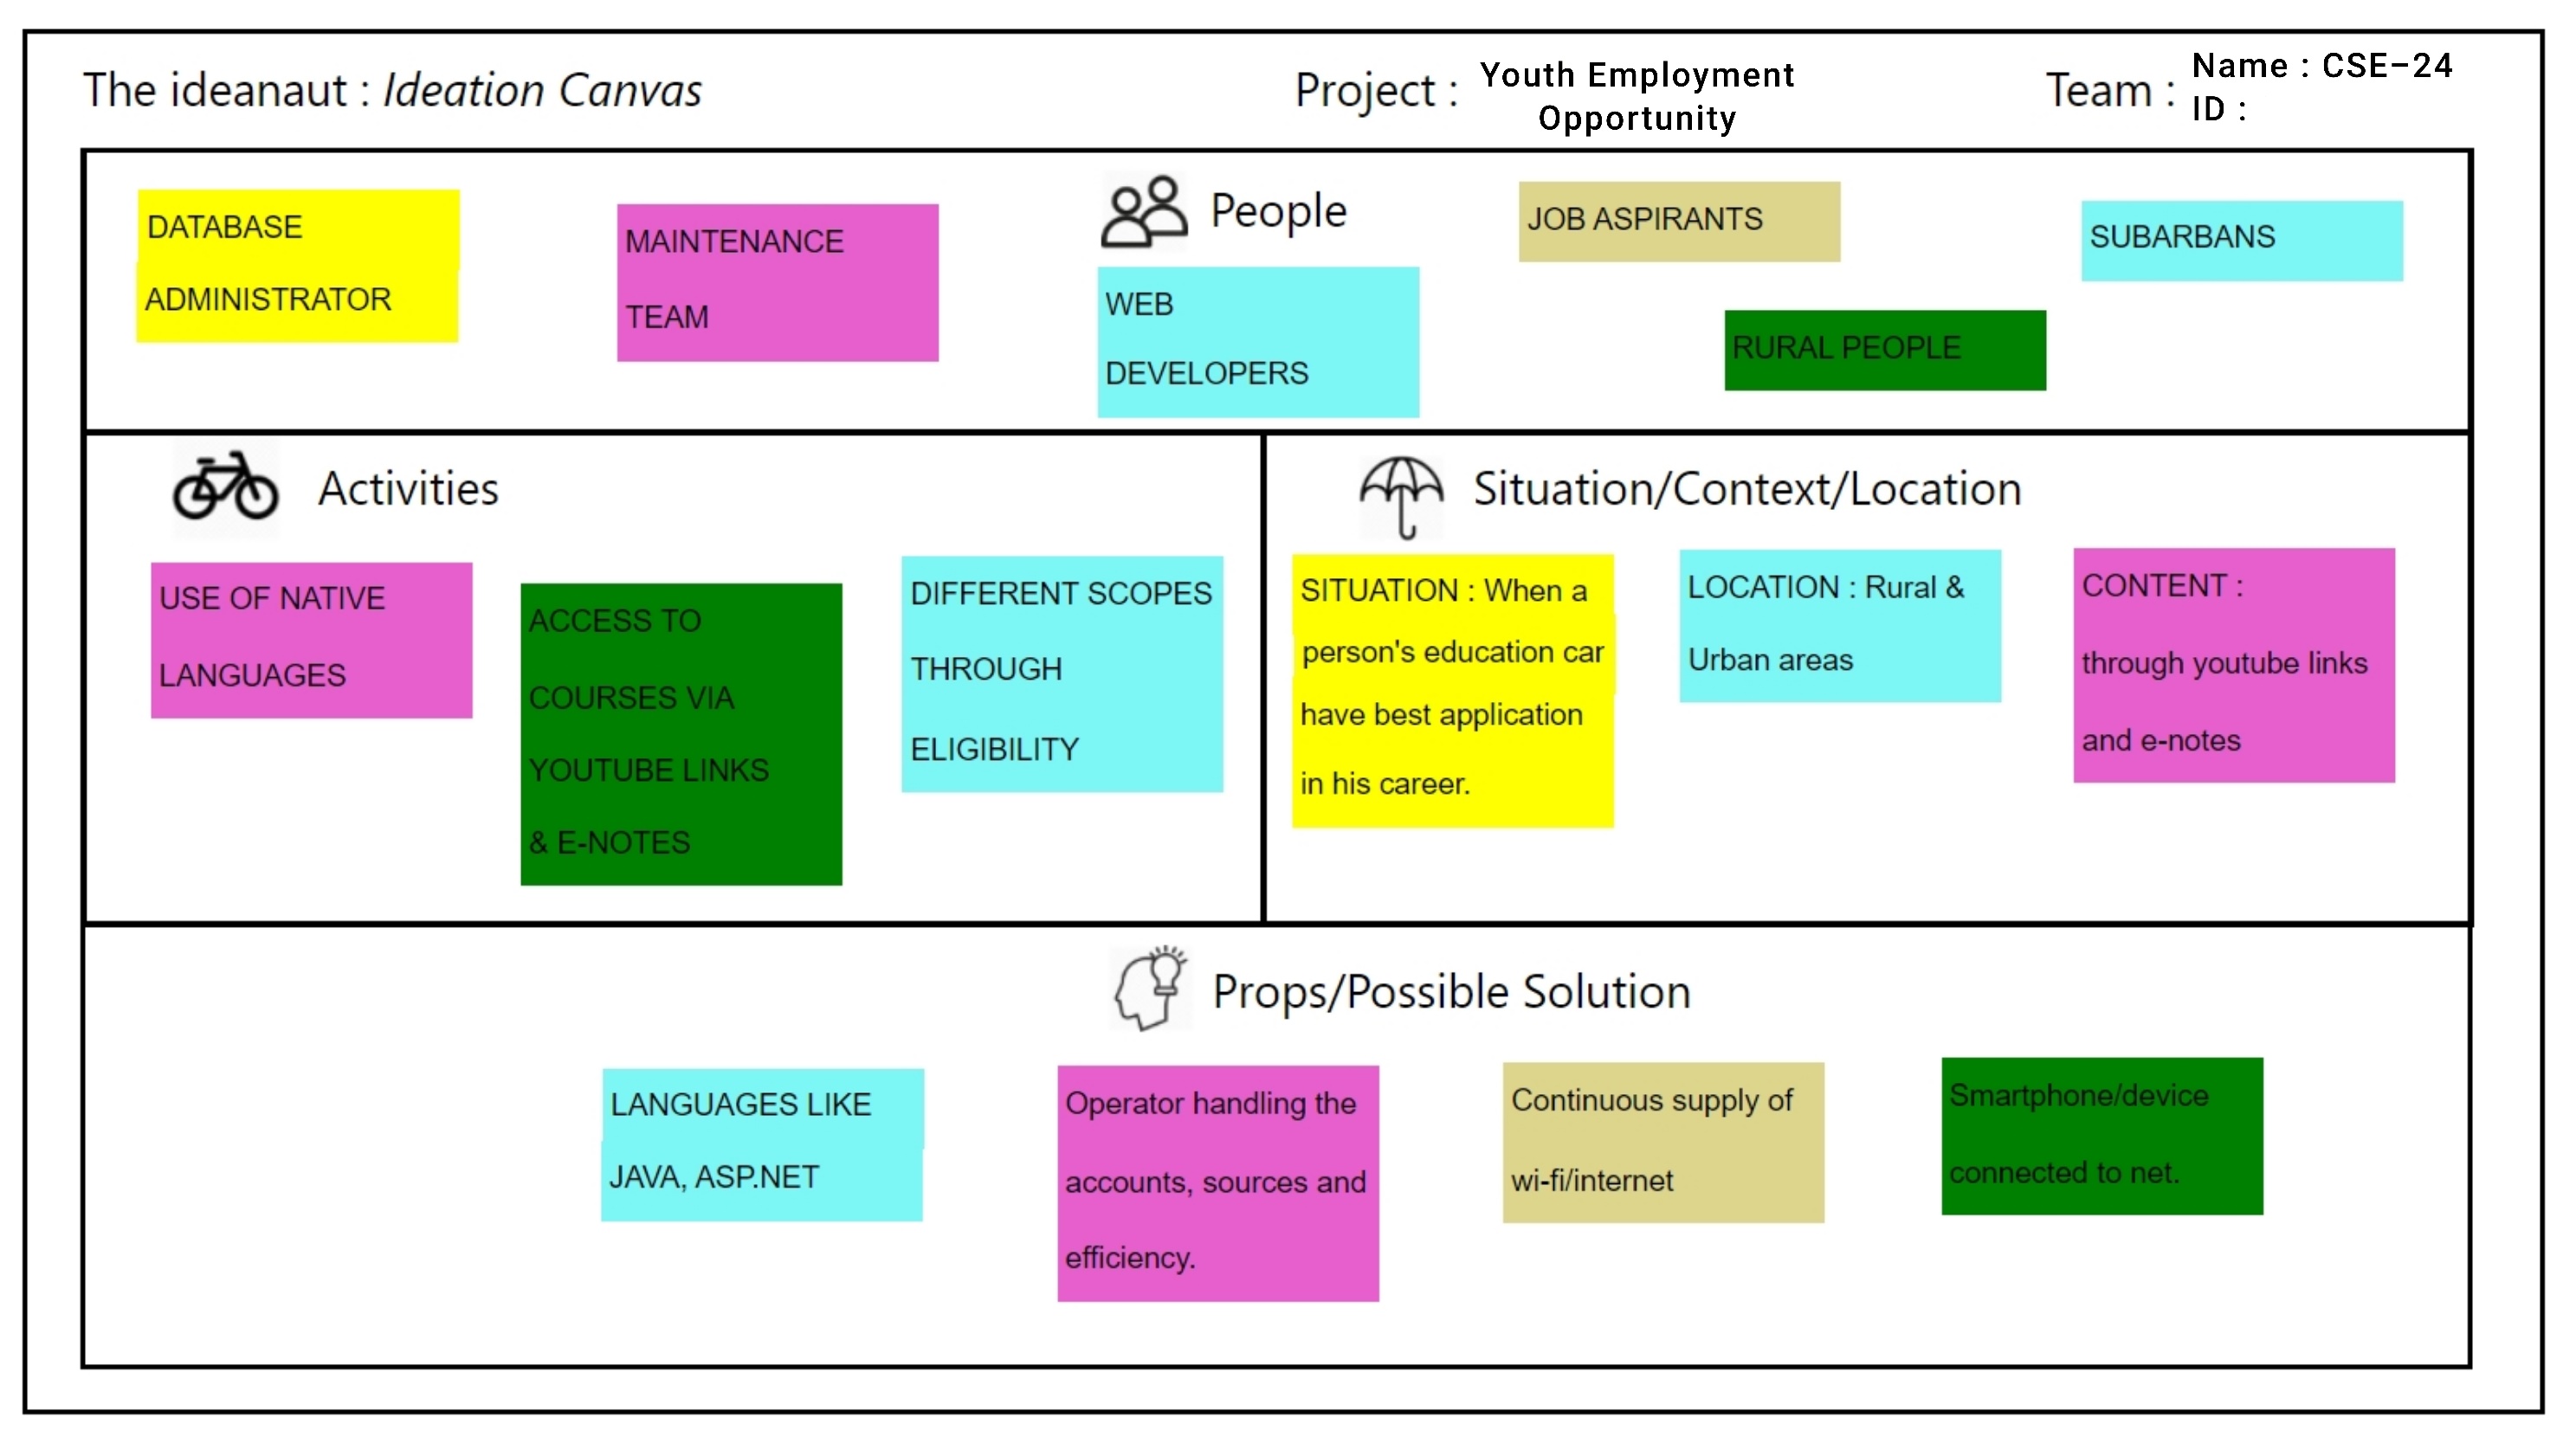 The ideanaut : Ideation Canvas
Project : Youth Employment
Opportunity
Team : Name : CSE-24
ID :
People
DATABASE
ADMINISTRATOR
MAINTENANCE
TEAM
WEB
DEVELOPERS
JOB ASPIRANTS
RURAL PEOPLE
SUBARBANS
Activities
USE OF NATIVE
LANGUAGES
ACCESS TO
COURSES VIA
YOUTUBE LINKS
& E-NOTES
DIFFERENT SCOPES
THROUGH
ELIGIBILITY
Situation/Context/Location
SITUATION : When a
person's education car
have best application
in his career.
LOCATION : Rural &
Urban areas
CONTENT :
through youtube links
and e-notes
Props/Possible Solution
LANGUAGES LIKE
JAVA, ASP.NET
Operator handling the
accounts, sources and
efficiency.
Continuous supply of
wi-fi/internet
Smartphone/device
connected to net.